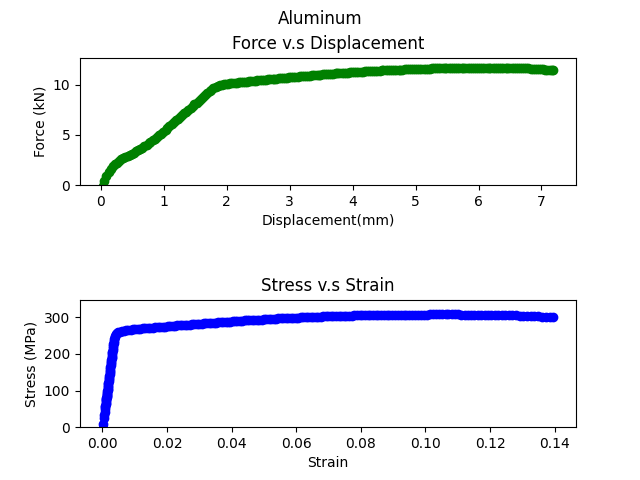 Aluminum
Force v.s Displacement
Force (kN)
10
5
0
0 1 2 3 4 5 6 7
Displacement(mm)
Stress v.s Strain
Stress (MPa)
300
200
100
0
0.00 0.02 0.04 0.06 0.08 0.10 0.12 0.14
Strain